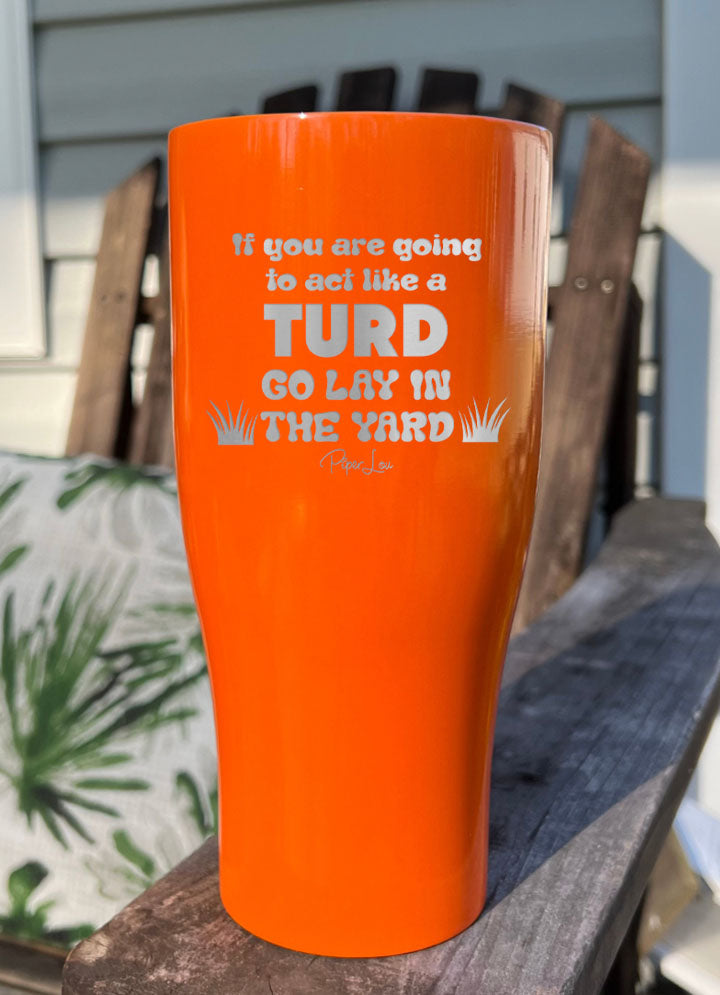 If you are going
to act like a
TURD
GO LAY IN
THE YARD
Piper Lou